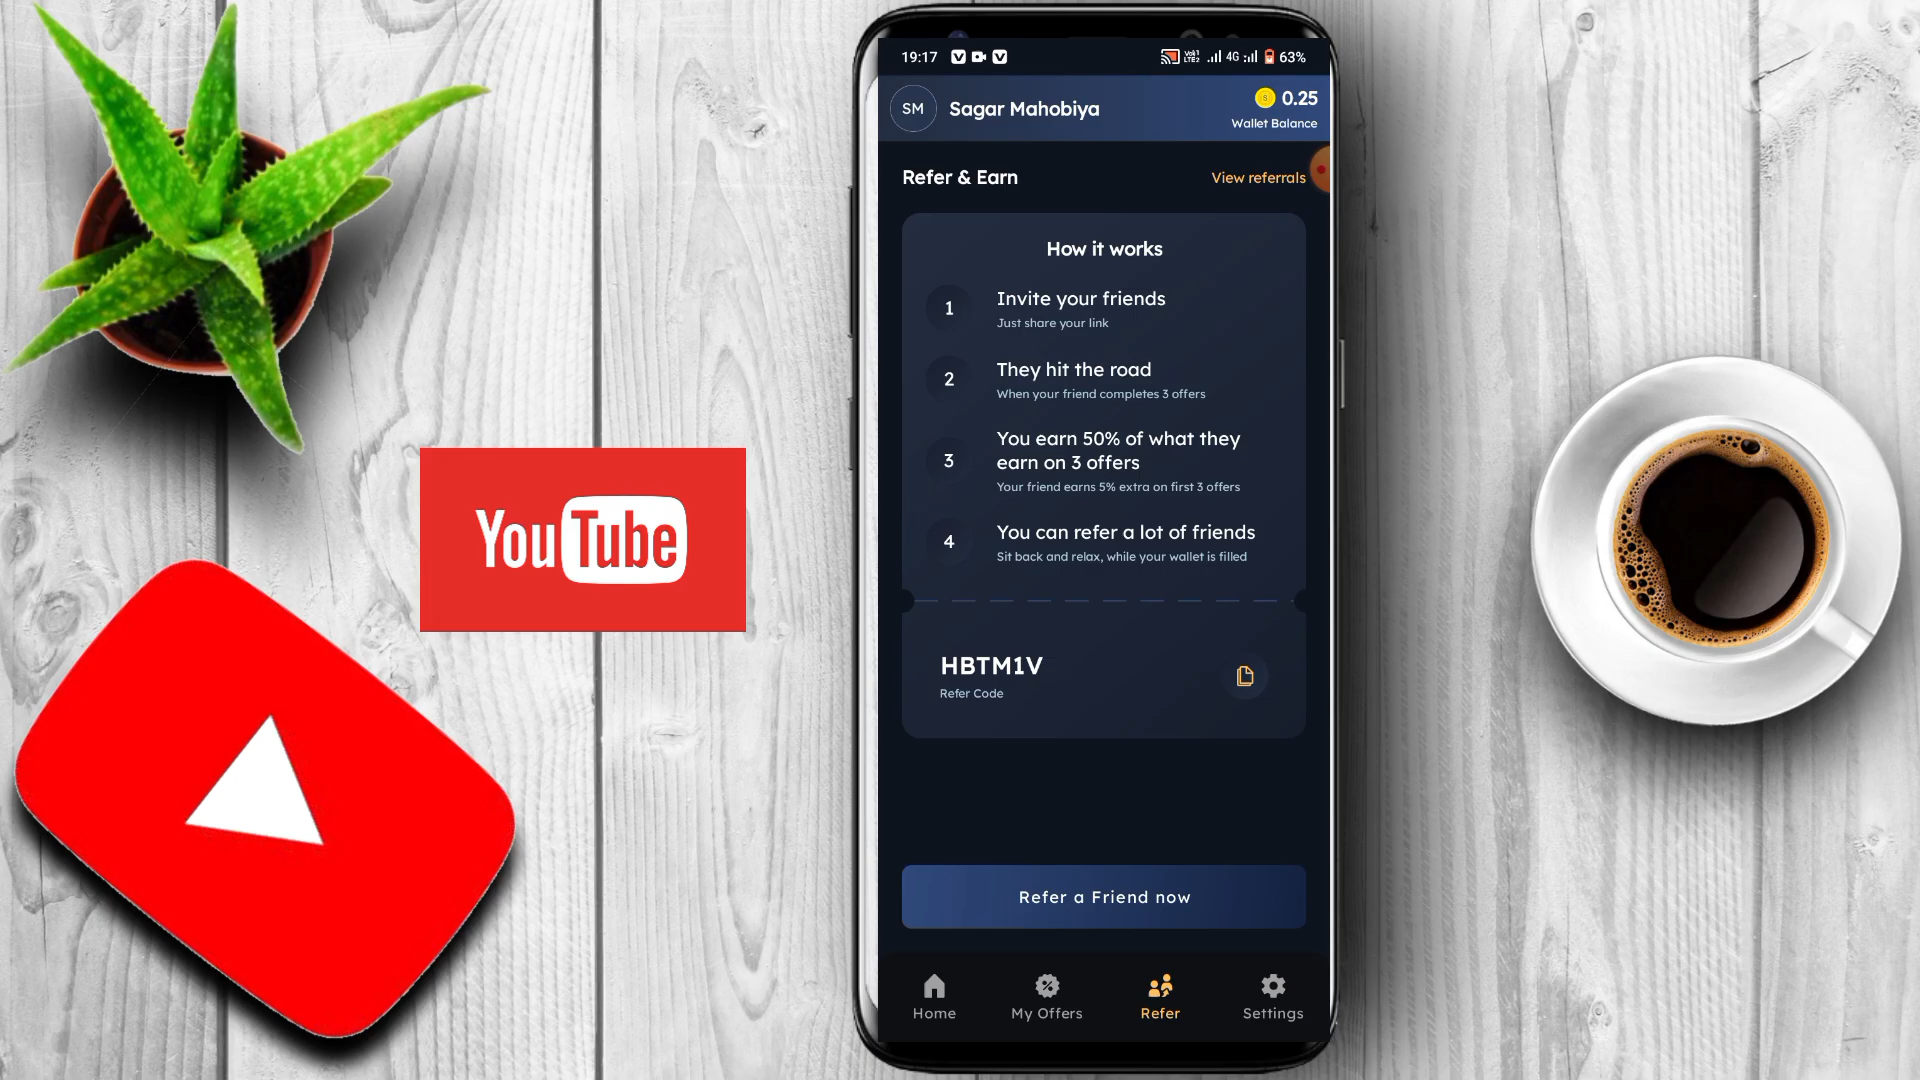 19:17
4G
63%
SM
Sagar Mahobiya
0.25
Wallet Balance
Refer & Earn
View referrals
How it works
1
Invite your friends
Just share your link
2
They hit the road
When your friend completes 3 offers
3
You earn 50% of what they
earn on 3 offers
Your friend earns 5% extra on first 3 offers
4
You can refer a lot of friends
Sit back and relax, while your wallet is filled
HBTM1V
Refer Code
Refer a Friend now
Home
My Offers
Refer
Settings
YouTube